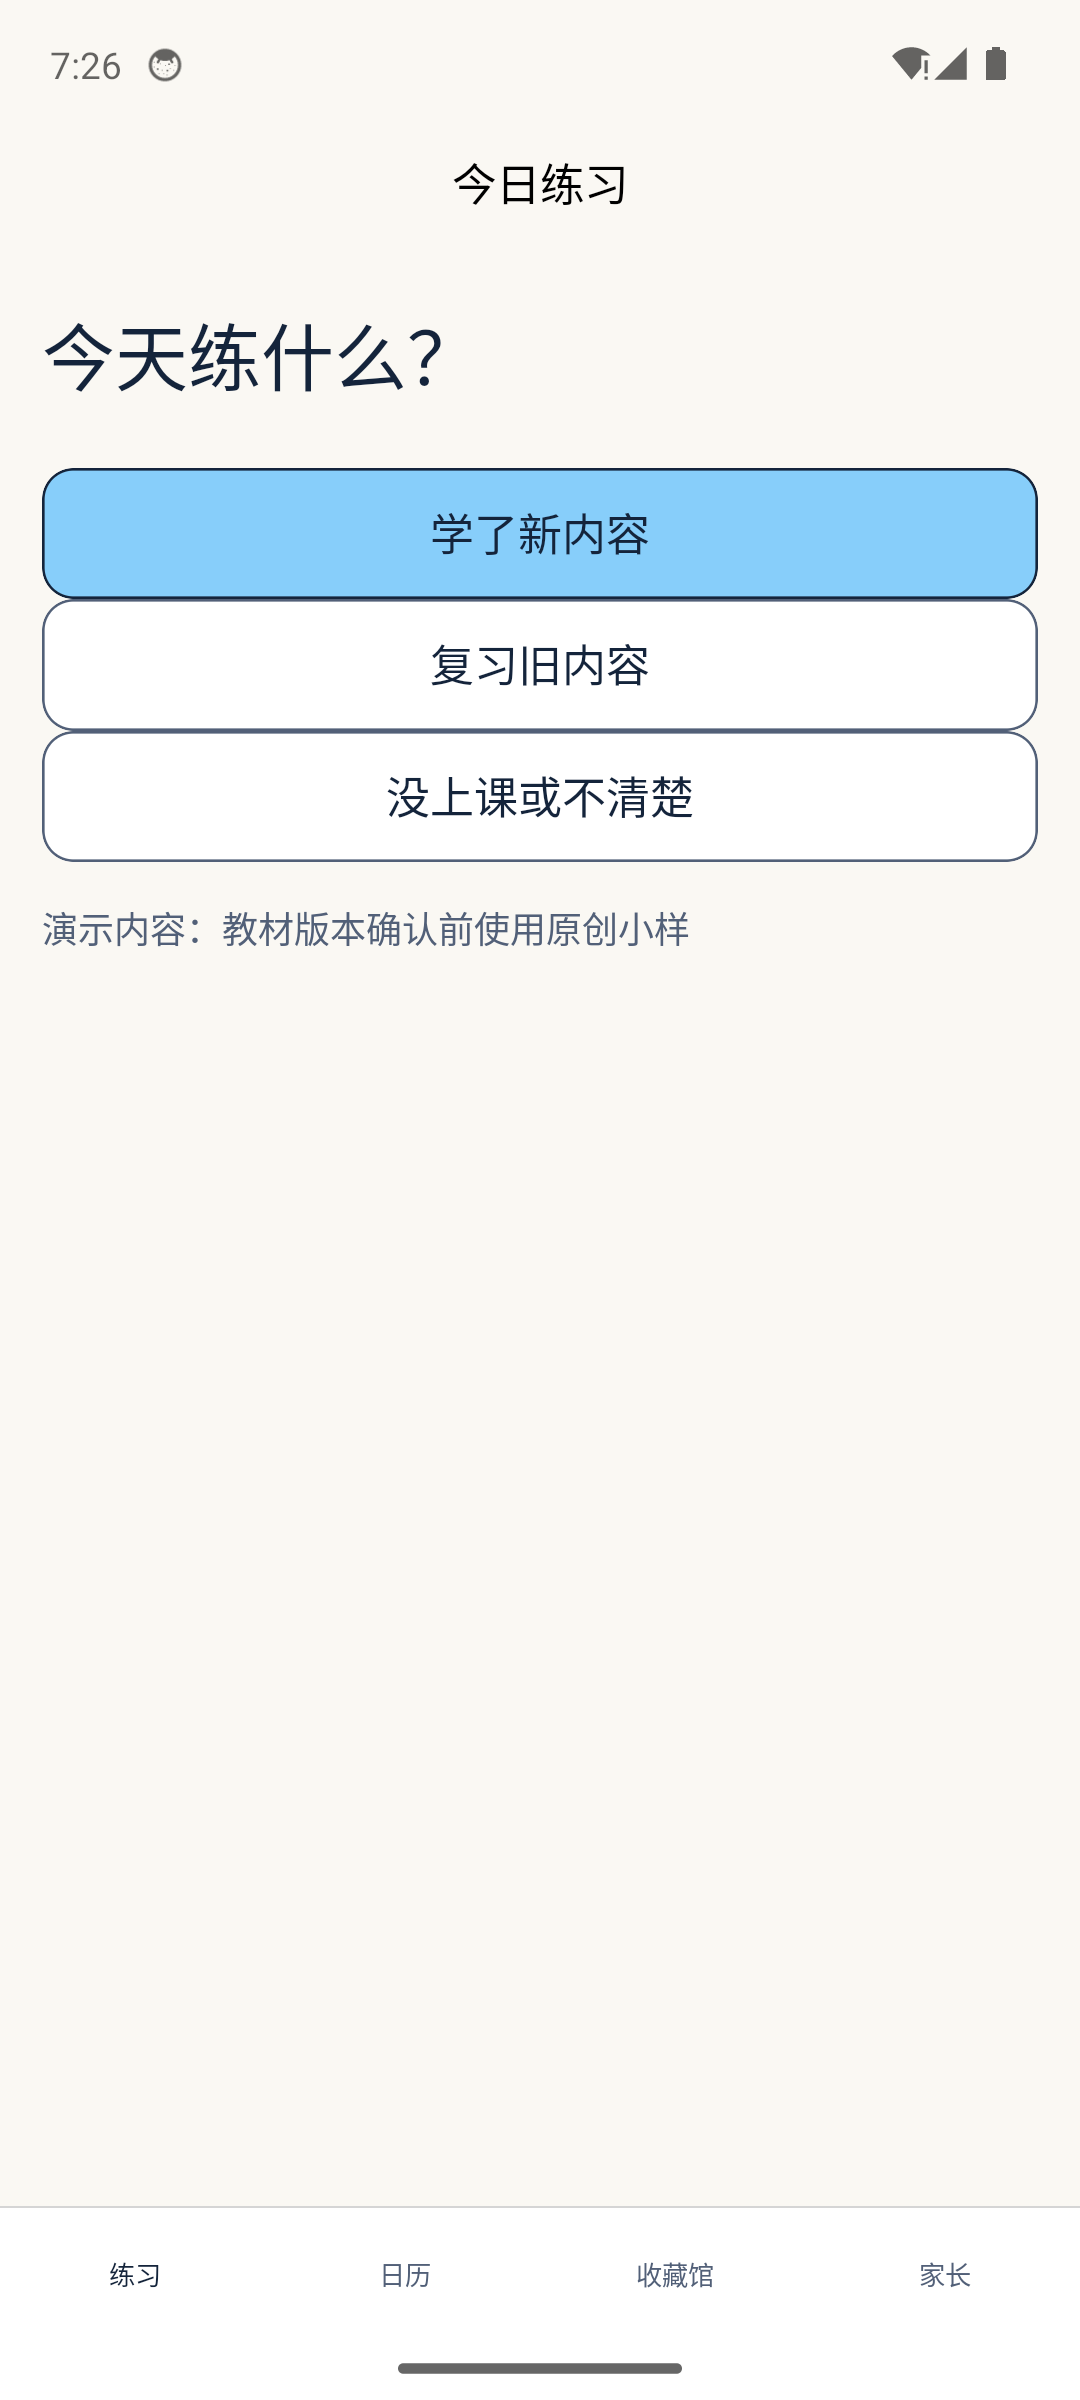 7:26
今日练习
今天练什么？
学了新内容
复习旧内容
没上课或不清楚
演示内容：教材版本确认前使用原创小样
练习
日历
收藏馆
家长